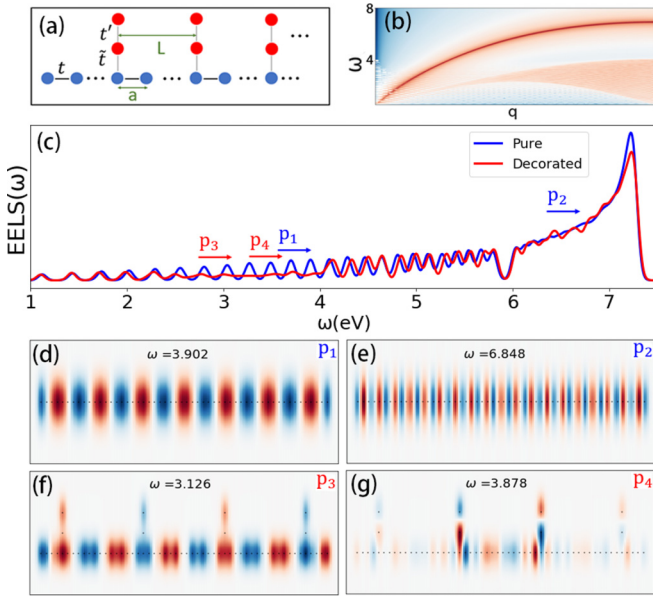 (a)
t'
L
...
t̃
t
... ... ... ...
a
(b)
8
ω
4
0
q
(c)
EELS(ω)
Pure
Decorated
p₃
p₄
p₁
p₂
1 2 3 4 5 6 7
ω(eV)
(d) ω =3.902 p₁
(e) ω =6.848 p₂
(f) ω =3.126 p₃
(g) ω =3.878 p₄